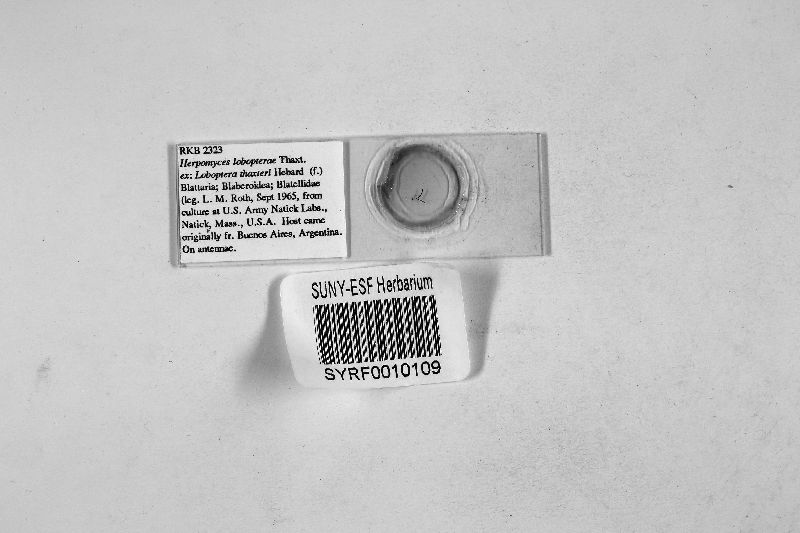 RKB 2323
Herpomyces lobopterae Thaxt.
ex: Loboptera thaxteri Hebard (f.)
Blattaria; Blaberoidea; Blatellidae
(leg. L. M. Roth, Sept 1965, from
culture at U.S. Army Natick Labs.,
Natick, Mass., U.S.A. Host came
originally fr. Buenos Aires, Argentina.
On antennae.
SUNY-ESF Herbarium
SYRF0010109